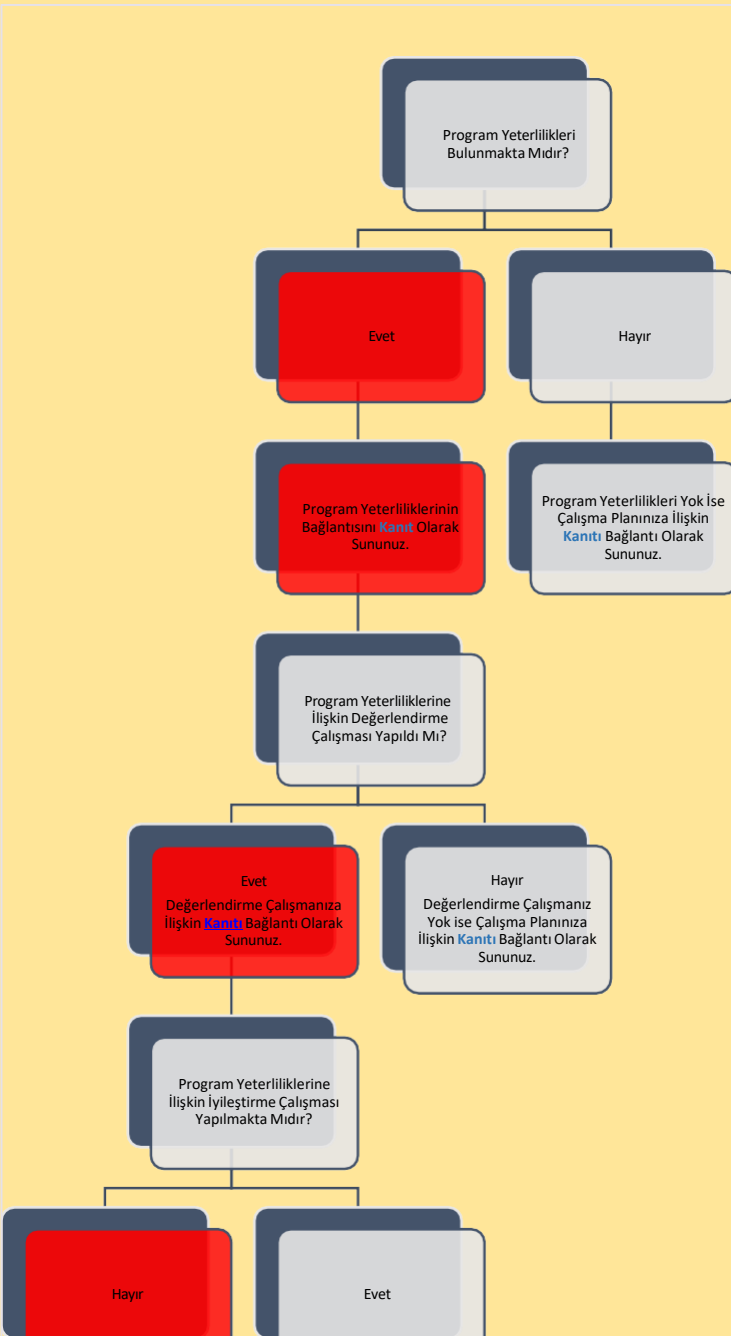 Program Yeterlilikleri
Bulunmakta Mıdır?
Evet
Hayır
Program Yeterliliklerinin
Bağlantısını Kanıt Olarak
Sununuz.
Program Yeterlilikleri Yok İse
Çalışma Planınıza İlişkin
Kanıtı Bağlantı Olarak
Sununuz.
Program Yeterliliklerine
İlişkin Değerlendirme
Çalışması Yapıldı Mı?
Evet
Değerlendirme Çalışmanıza
İlişkin Kanıtı Bağlantı Olarak
Sununuz.
Hayır
Değerlendirme Çalışmanız
Yok ise Çalışma Planınıza
İlişkin Kanıtı Bağlantı Olarak
Sununuz.
Program Yeterliliklerine
İlişkin İyileştirme Çalışması
Yapılmakta Mıdır?
Hayır
Evet